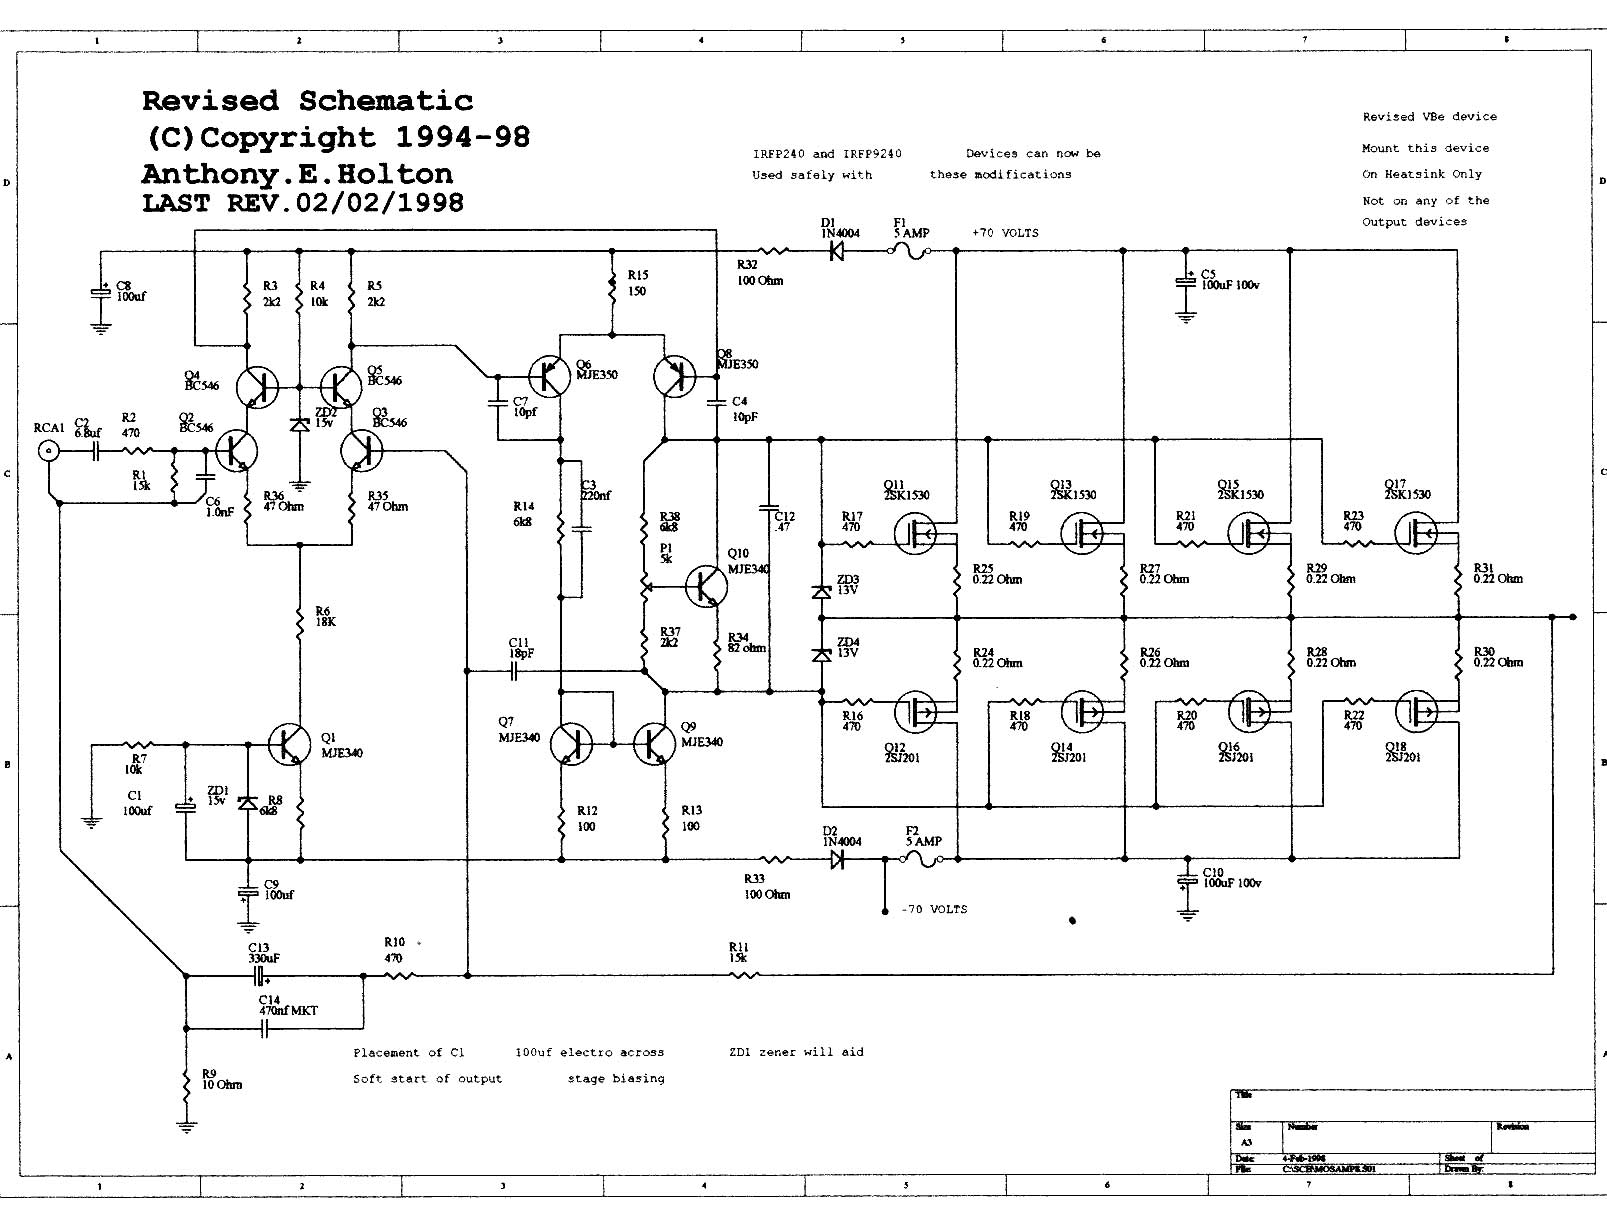 1 2 3 4 5 6 7 8
Revised Schematic
(C)Copyright 1994-98
Anthony.E.Holton
LAST REV.02/02/1998
IRFP240 and IRFP9240 Devices can now be
Used safely with these modifications
Revised VBe device
Mount this device
On Heatsink Only
Not on any of the
Output devices
D
D
D1
1N4004
F1
5 AMP
+70 VOLTS
R32
100 Ohm
C8
100uf
R3
2k2
R4
10k
R5
2k2
R15
150
C5
100uF 100v
Q4
BC546
Q5
BC546
Q6
MJE350
Q8
MJE350
ZD2
15v
C7
10pf
C4
10pF
RCA1
C2
6.8uf
R2
470
Q2
BC546
Q3
BC546
R1
15k
C6
1.0nF
C
C
R36
47 Ohm
R35
47 Ohm
R14
6k8
C3
220nf
R38
6k8
P1
5k
C12
.47
Q10
MJE340
R17
470
Q11
2SK1530
R19
470
Q13
2SK1530
R21
470
Q15
2SK1530
R23
470
Q17
2SK1530
ZD3
13V
R25
0.22 Ohm
R27
0.22 Ohm
R29
0.22 Ohm
R31
0.22 Ohm
R6
18K
C11
18pF
R37
2k2
R34
82 ohm
ZD4
13V
R24
0.22 Ohm
R26
0.22 Ohm
R28
0.22 Ohm
R30
0.22 Ohm
R16
470
Q12
2SJ201
R18
470
Q14
2SJ201
R20
470
Q16
2SJ201
R22
470
Q18
2SJ201
Q1
MJE340
Q7
MJE340
Q9
MJE340
B
B
R7
10k
C1
100uf
ZD1
15v
R8
6k8
R12
100
R13
100
D2
1N4004
F2
5 AMP
R33
100 Ohm
-70 VOLTS
C9
100uf
C10
100uF 100v
C13
330uF
R10
470
R11
15k
C14
470nf MKT
R9
10 Ohm
A
A
Placement of C1 100uf electro across ZD1 zener will aid
Soft start of output stage biasing
Title
Size
A3
Number
Revision
Date: 4-Feb-1998 Sheet of
File: C:\SCH\MOSAMP8.S01 Drawn By:
1 2 3 4 5 6 7 8